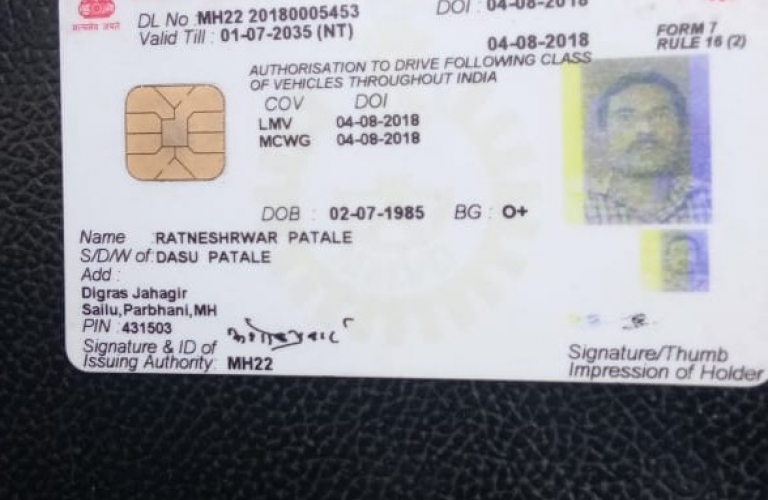 सत्यमेव जयते
DL No : MH22 20180005453 DOI : 04-08-2018
Valid Till : 01-07-2035 (NT) 04-08-2018
FORM 7
RULE 16 (2)
AUTHORISATION TO DRIVE FOLLOWING CLASS
OF VEHICLES THROUGHOUT INDIA
COV DOI
LMV 04-08-2018
MCWG 04-08-2018
DOB : 02-07-1985 BG : O+
Name : RATNESHRWAR PATALE
S/D/W of : DASU PATALE
Add :
Digras Jahagir
Sailu,Parbhani,MH
PIN : 431503
Signature & ID of
Issuing Authority: MH22
Signature/Thumb
Impression of Holder